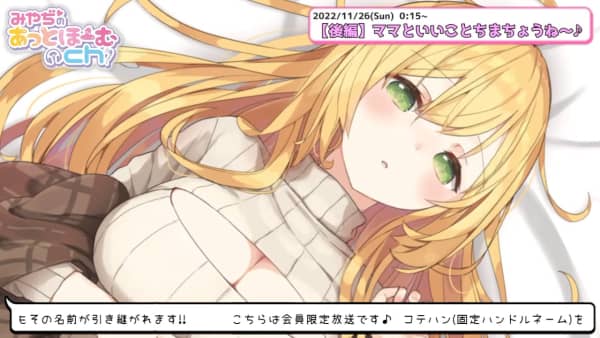 みやぢの
あっとほーむ
のch♪
2022/11/26(Sun) 0:15~
【後編】ママといいことちまちょうね～♪
モその名前が引き継がれます!! こちらは会員限定放送です♪ コテハン(固定ハンドルネーム)を